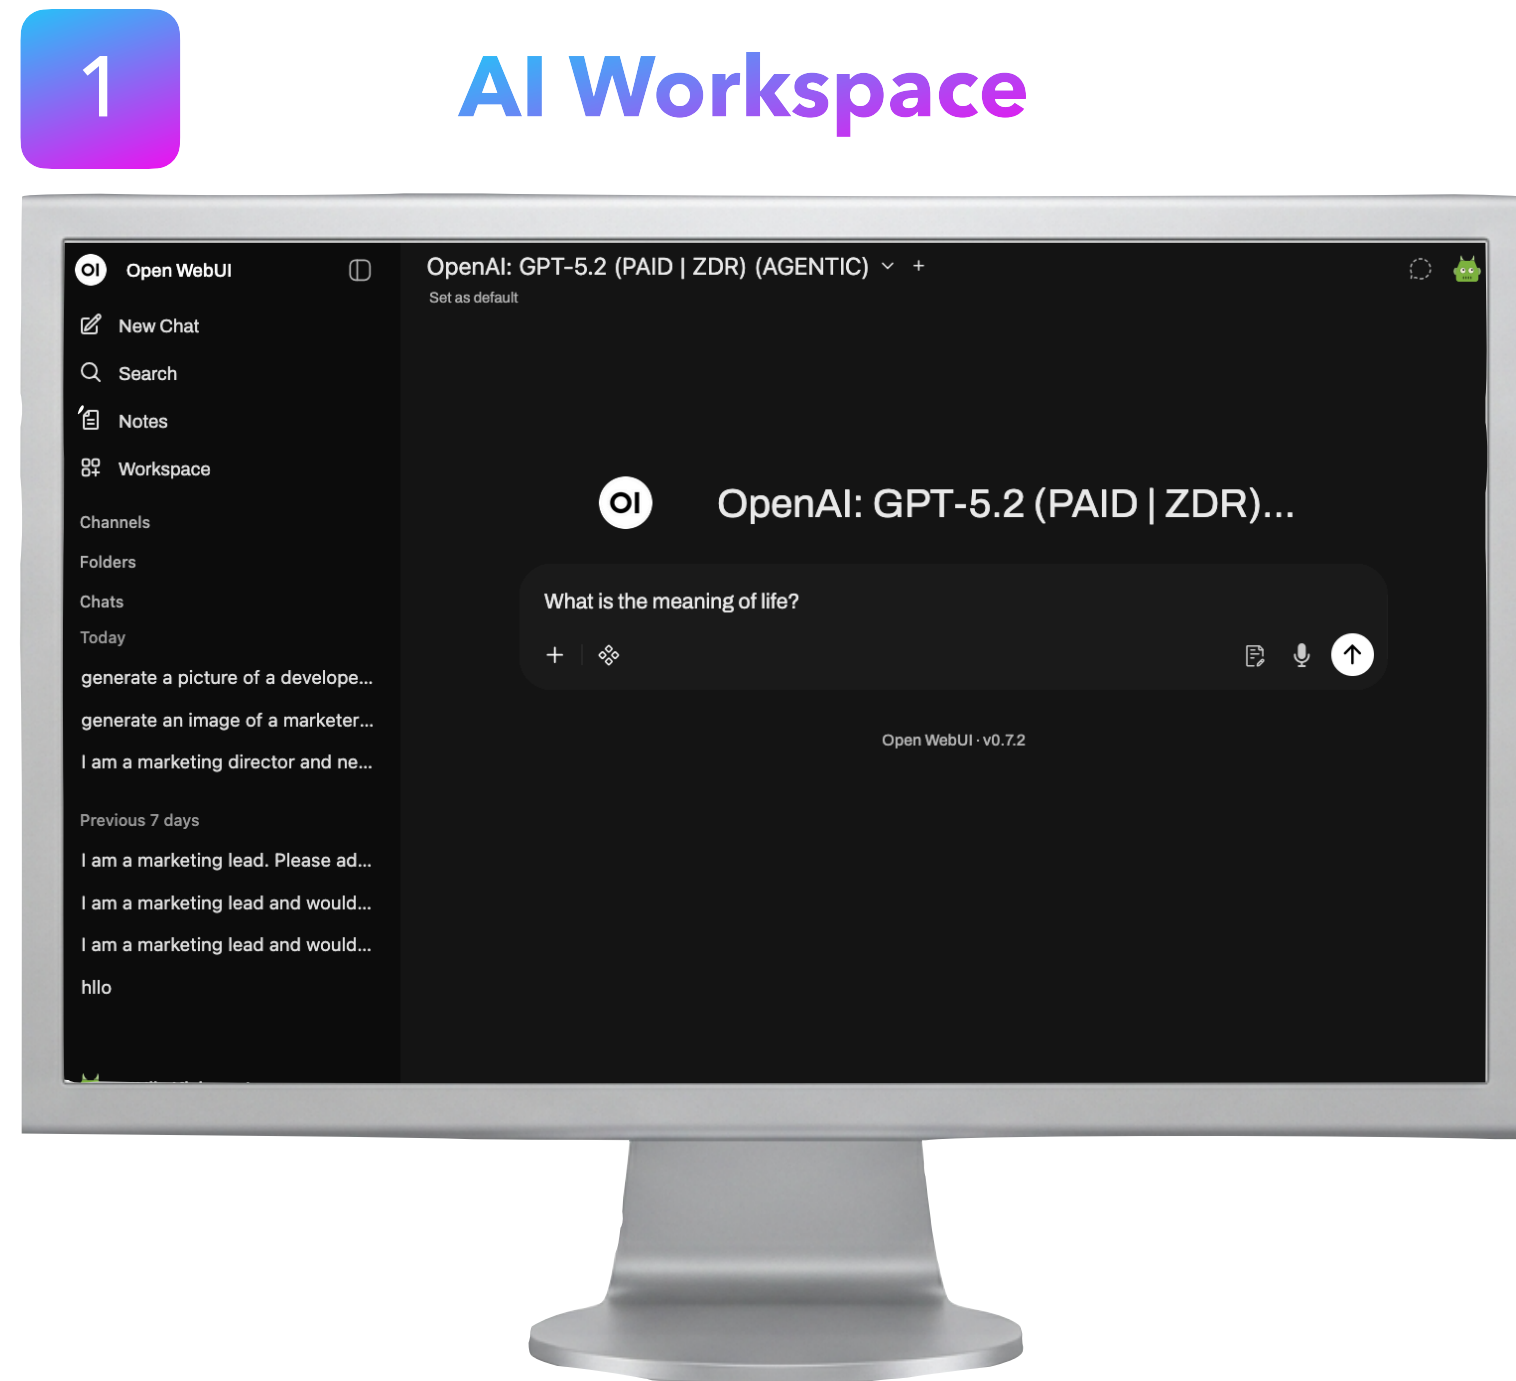 1
AI Workspace
OI Open WebUI
New Chat
Search
Notes
Workspace
Channels
Folders
Chats
Today
generate a picture of a develope...
generate an image of a marketer...
I am a marketing director and ne...
Previous 7 days
I am a marketing lead. Please ad...
I am a marketing lead and would...
I am a marketing lead and would...
hllo
OpenAI: GPT-5.2 (PAID | ZDR) (AGENTIC)
Set as default
OI OpenAI: GPT-5.2 (PAID | ZDR)...
What is the meaning of life?
Open WebUI · v0.7.2